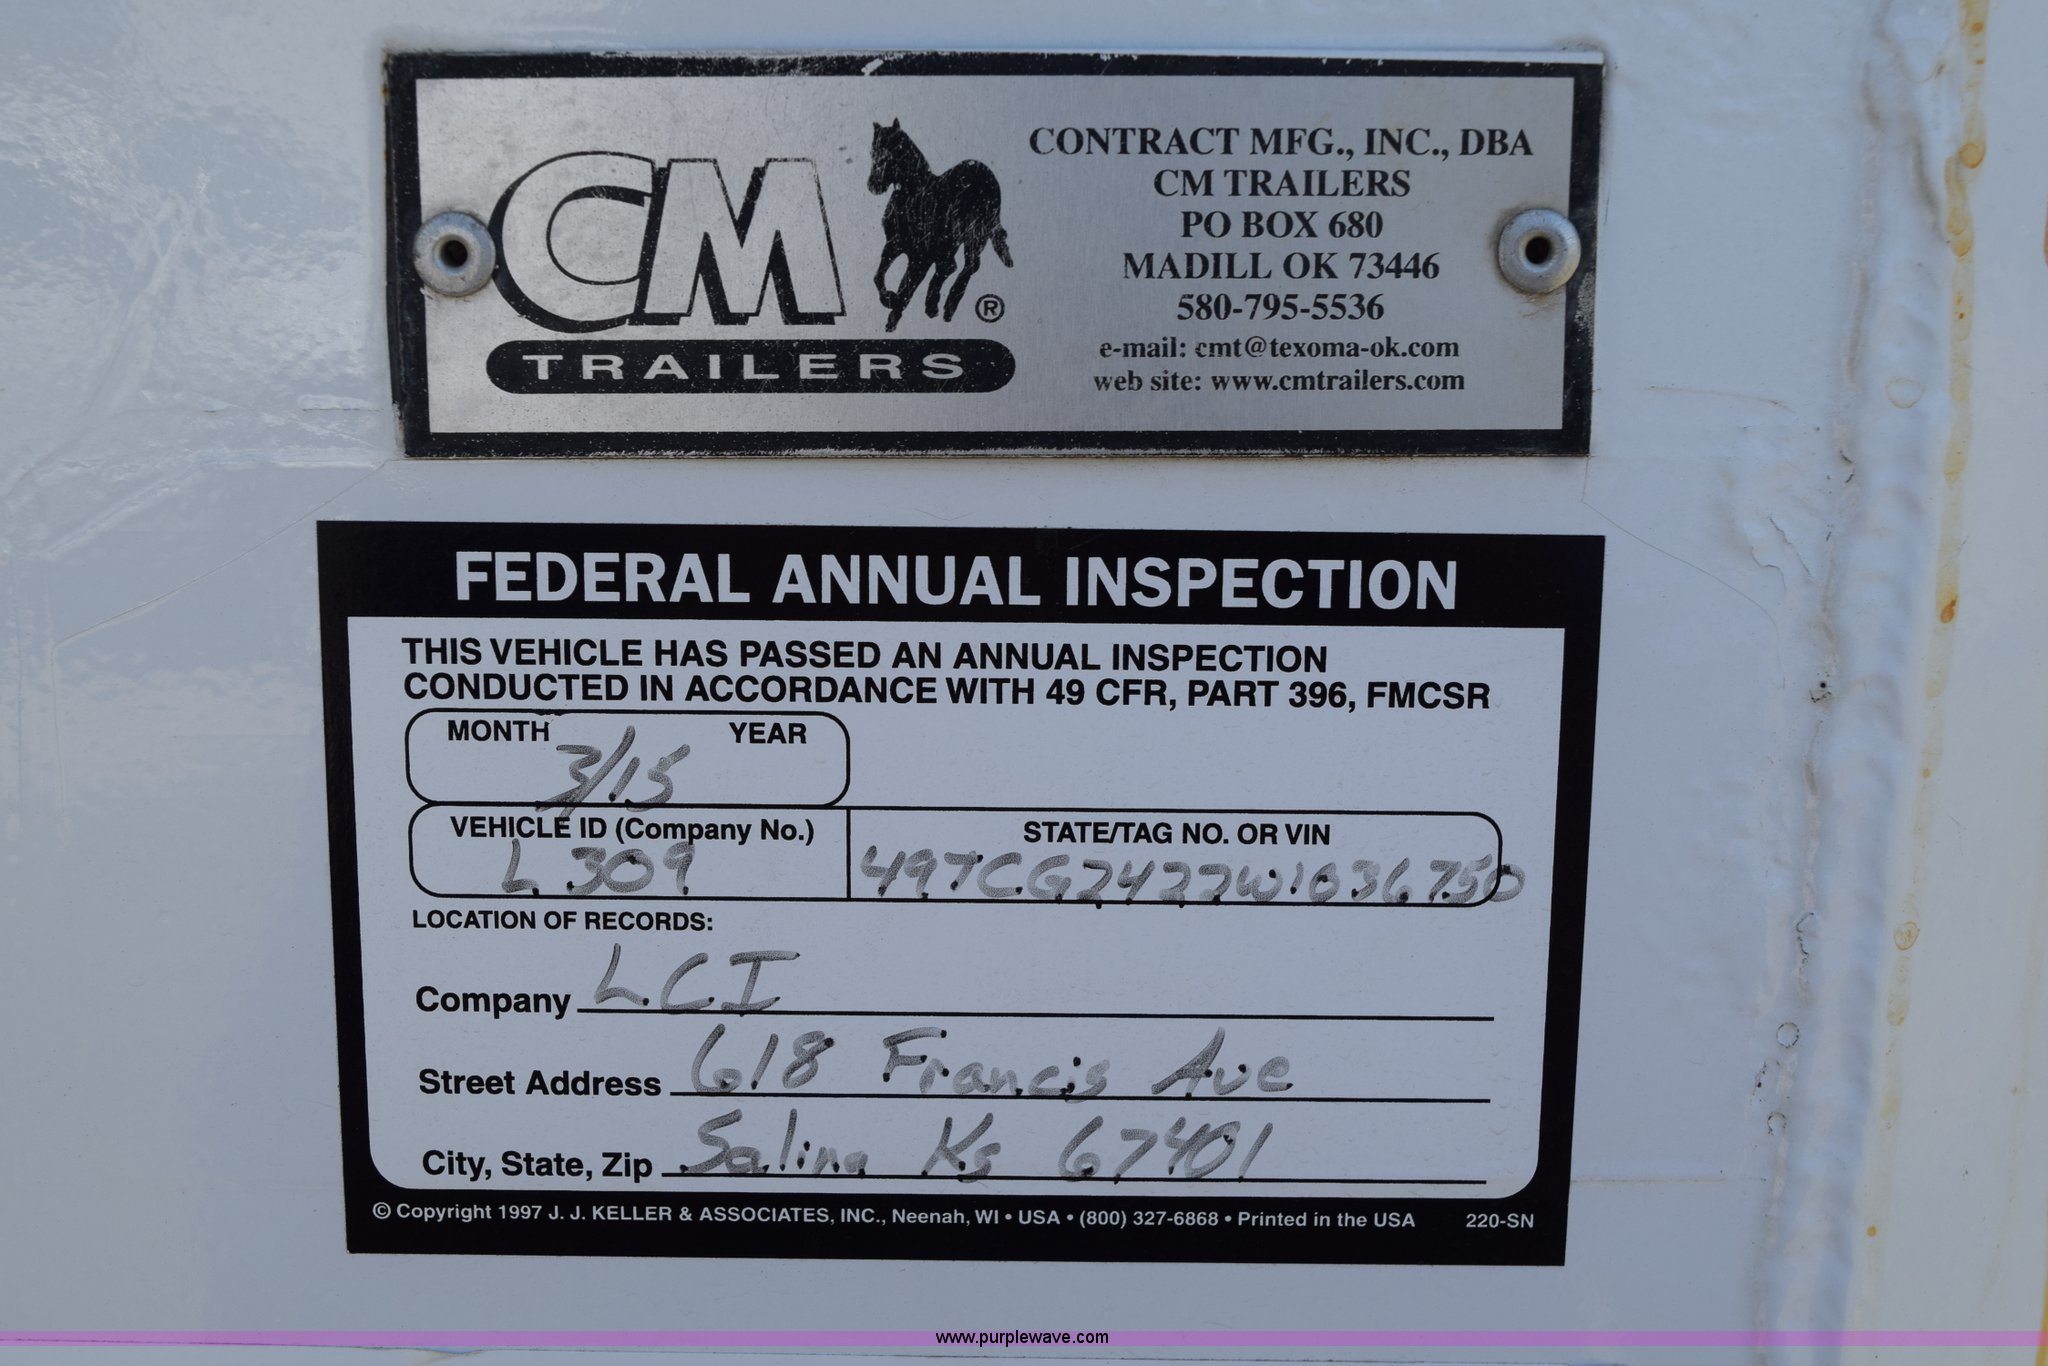 CM
TRAILERS
®
CONTRACT MFG., INC., DBA
CM TRAILERS
PO BOX 680
MADILL OK 73446
580-795-5536
e-mail: cmt@texoma-ok.com
web site: www.cmtrailers.com
FEDERAL ANNUAL INSPECTION
THIS VEHICLE HAS PASSED AN ANNUAL INSPECTION
CONDUCTED IN ACCORDANCE WITH 49 CFR, PART 396, FMCSR
MONTH YEAR
3/15
VEHICLE ID (Company No.) STATE/TAG NO. OR VIN
L309 49TCG2422W1036750
LOCATION OF RECORDS:
Company LCI
Street Address 618 Francis Ave
City, State, Zip Salina Ks 67401
© Copyright 1997 J. J. KELLER & ASSOCIATES, INC., Neenah, WI • USA • (800) 327-6868 • Printed in the USA 220-SN
www.purplewave.com